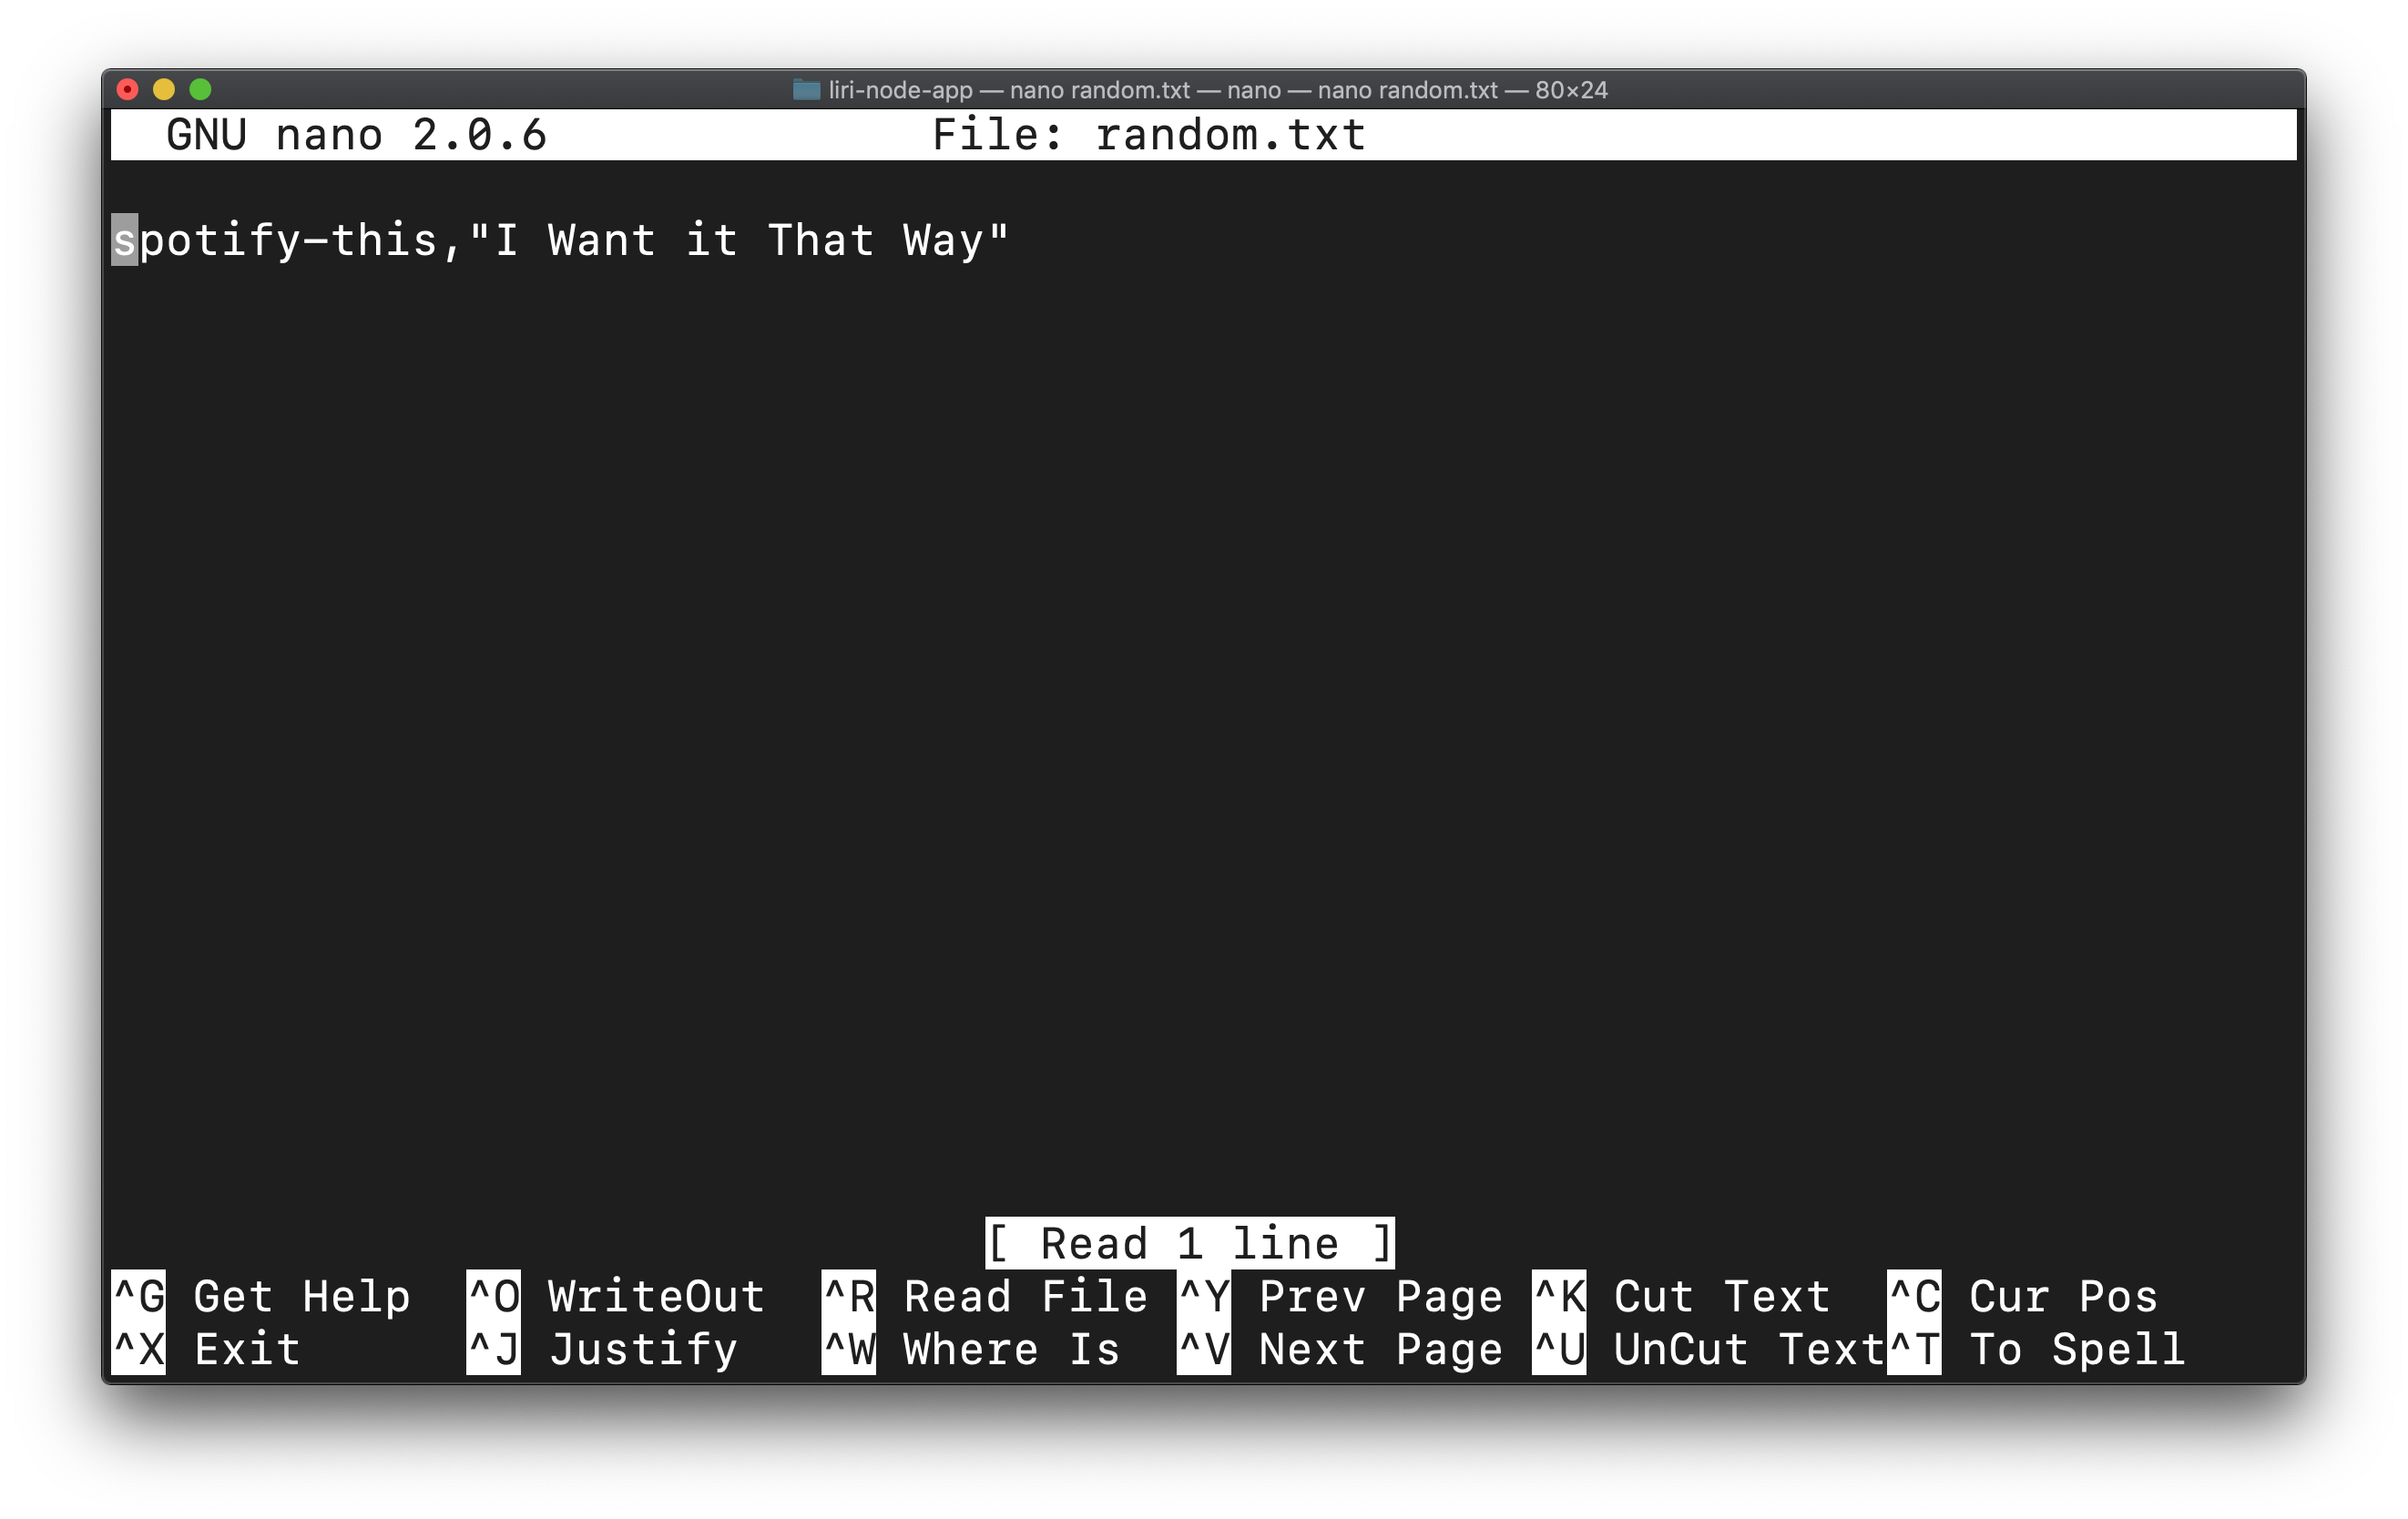 liri-node-app — nano random.txt — nano — nano random.txt — 80×24
GNU nano 2.0.6 File: random.txt
spotify-this,"I Want it That Way"
[ Read 1 line ]
^G Get Help ^O WriteOut ^R Read File ^Y Prev Page ^K Cut Text ^C Cur Pos
^X Exit ^J Justify ^W Where Is ^V Next Page ^U UnCut Text ^T To Spell